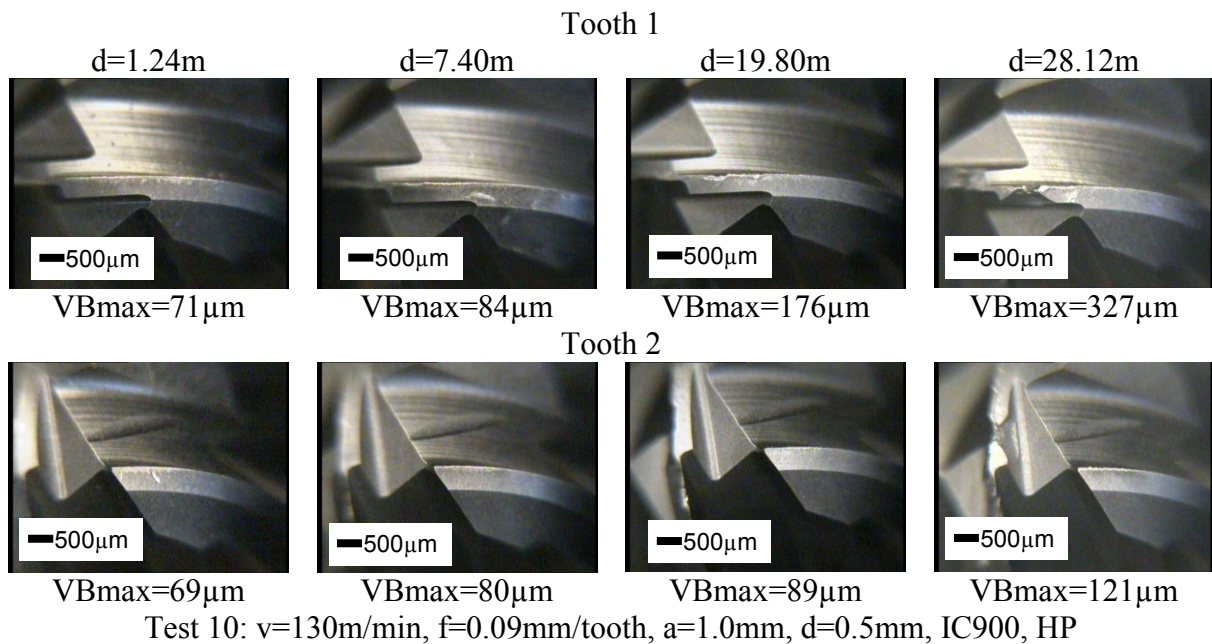 Tooth 1
d=1.24m d=7.40m d=19.80m d=28.12m
500µm 500µm 500µm 500µm
VBmax=71µm VBmax=84µm VBmax=176µm VBmax=327µm
Tooth 2
500µm 500µm 500µm 500µm
VBmax=69µm VBmax=80µm VBmax=89µm VBmax=121µm
Test 10: v=130m/min, f=0.09mm/tooth, a=1.0mm, d=0.5mm, IC900, HP